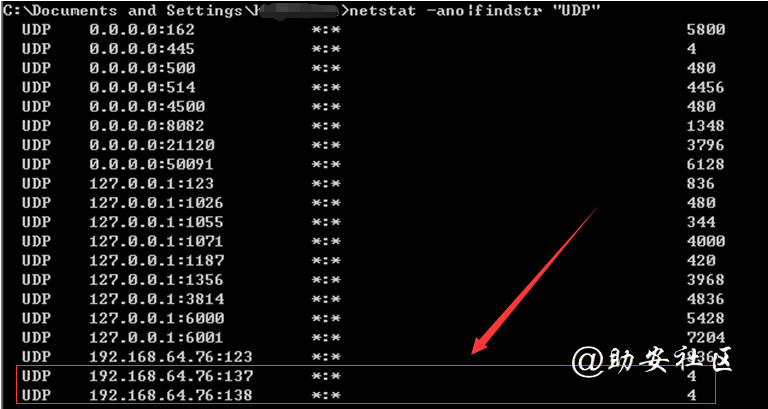 C:\Documents and Settings\>netstat -ano|findstr "UDP"
UDP 0.0.0.0:162 *:* 5800
UDP 0.0.0.0:445 *:* 4
UDP 0.0.0.0:500 *:* 480
UDP 0.0.0.0:514 *:* 4456
UDP 0.0.0.0:4500 *:* 480
UDP 0.0.0.0:8082 *:* 1348
UDP 0.0.0.0:21120 *:* 3796
UDP 0.0.0.0:50091 *:* 6128
UDP 127.0.0.1:123 *:* 836
UDP 127.0.0.1:1026 *:* 480
UDP 127.0.0.1:1055 *:* 344
UDP 127.0.0.1:1071 *:* 4000
UDP 127.0.0.1:1187 *:* 420
UDP 127.0.0.1:1356 *:* 3968
UDP 127.0.0.1:3814 *:* 4836
UDP 127.0.0.1:6000 *:* 5428
UDP 127.0.0.1:6001 *:* 7204
UDP 192.168.64.76:123 *:*
@助安社区
UDP 192.168.64.76:137 *:* 4
UDP 192.168.64.76:138 *:* 4